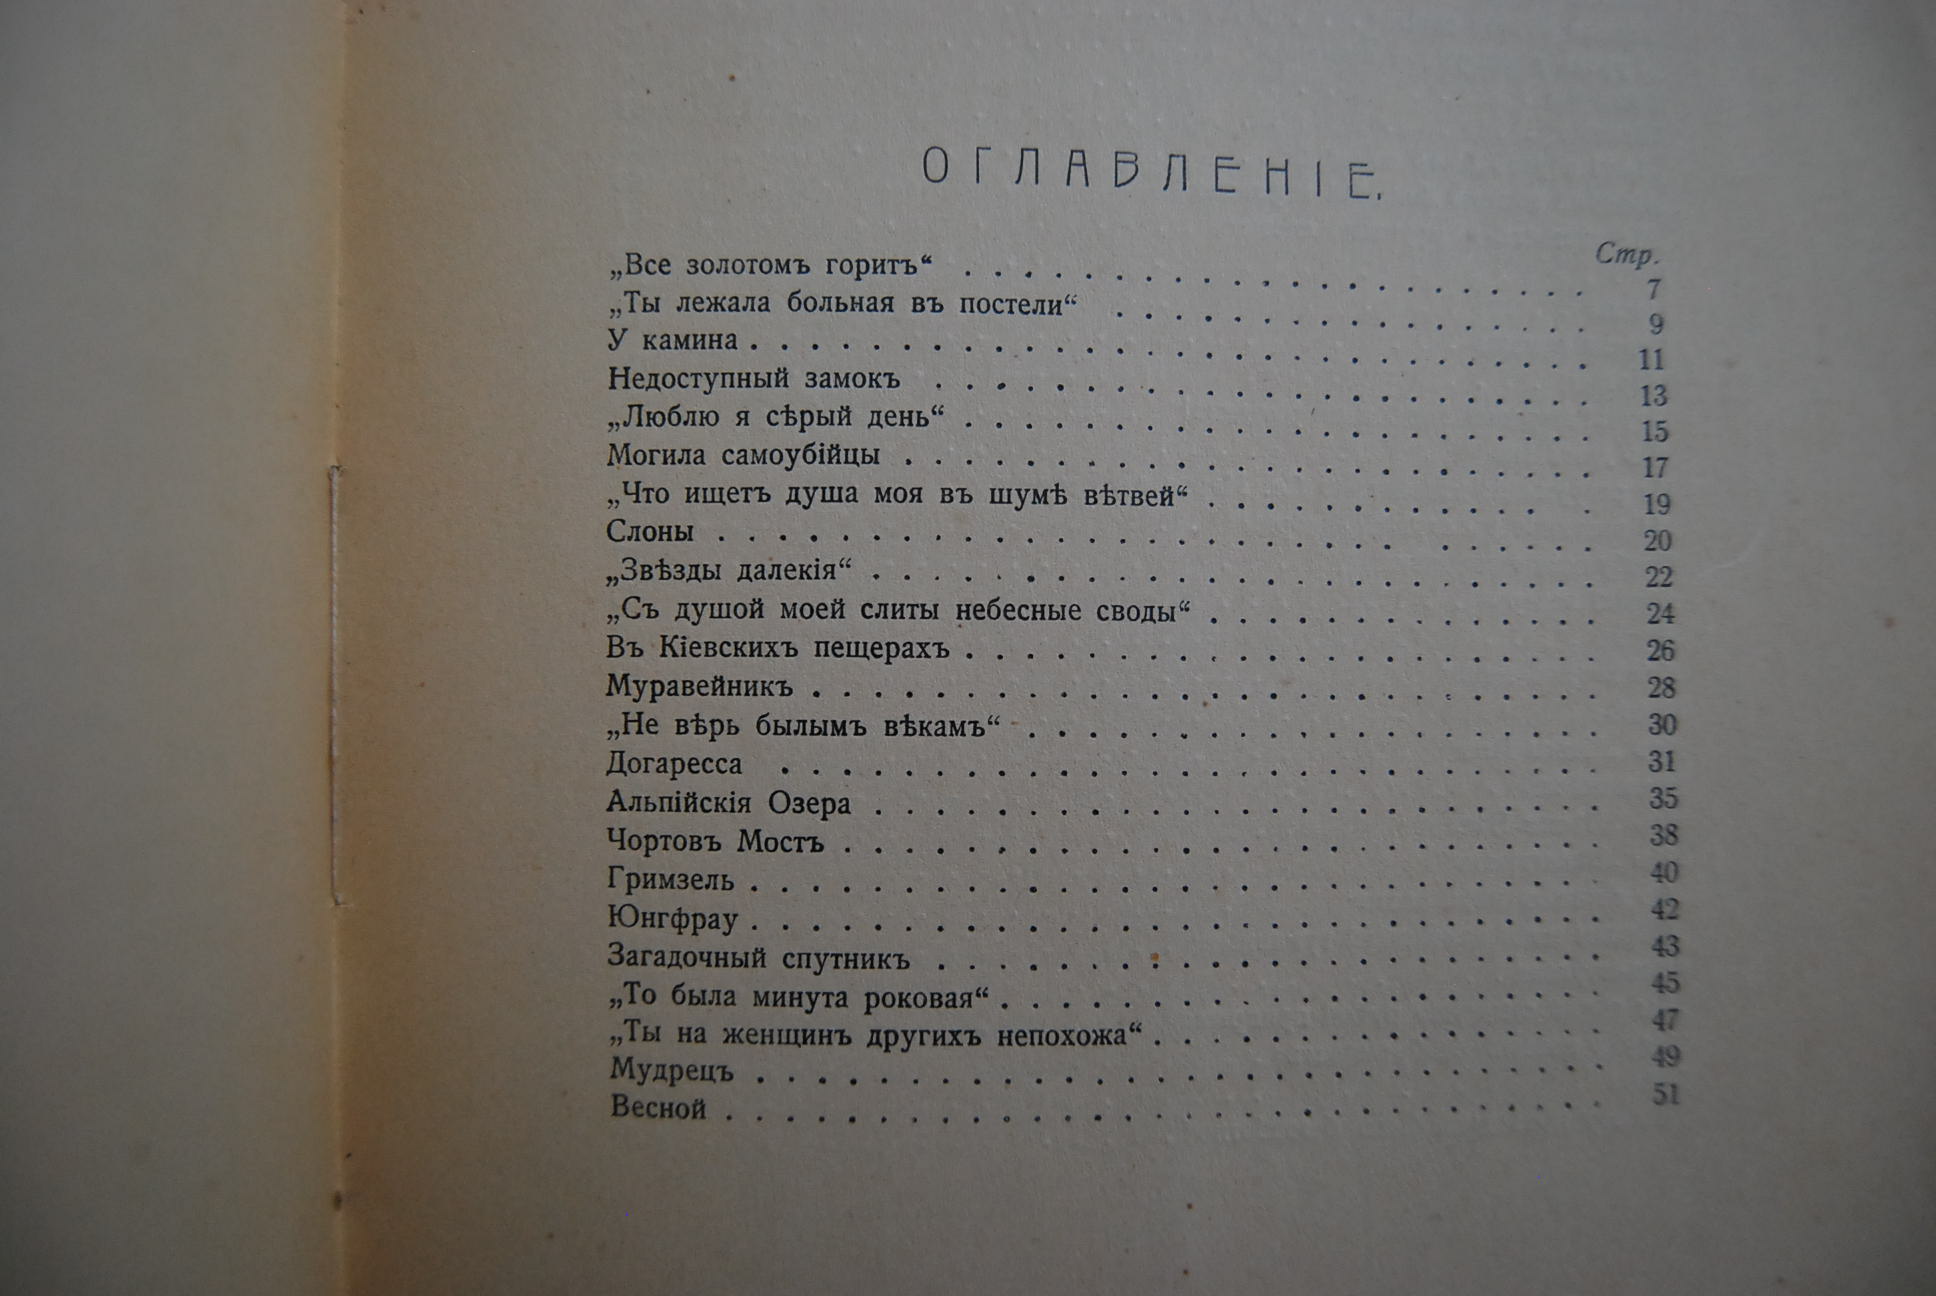 ОГЛАВЛЕНІЕ.
Стр.
„Все золотомъ горитъ“ . . . . . . . . . . . . . . . . . . . . 7
„Ты лежала больная въ постели“ . . . . . . . . . . . . . . . . 9
У камина . . . . . . . . . . . . . . . . . . . . . . . . . . . 11
Недоступный замокъ . . . . . . . . . . . . . . . . . . . . . . 13
„Люблю я сѣрый день“ . . . . . . . . . . . . . . . . . . . . . 15
Могила самоубійцы . . . . . . . . . . . . . . . . . . . . . . 17
„Что ищетъ душа моя въ шумѣ вѣтвей“ . . . . . . . . . . . . . 19
Слоны . . . . . . . . . . . . . . . . . . . . . . . . . . . . 20
„Звѣзды далекія“ . . . . . . . . . . . . . . . . . . . . . . . 22
„Съ душой моей слиты небесные своды“ . . . . . . . . . . . . . 24
Въ Кіевскихъ пещерахъ . . . . . . . . . . . . . . . . . . . . 26
Муравейникъ . . . . . . . . . . . . . . . . . . . . . . . . . 28
„Не вѣрь былымъ вѣкамъ“ . . . . . . . . . . . . . . . . . . . 30
Догаресса . . . . . . . . . . . . . . . . . . . . . . . . . . 31
Альпійскія Озера . . . . . . . . . . . . . . . . . . . . . . . 35
Чортовъ Мостъ . . . . . . . . . . . . . . . . . . . . . . . . 38
Гримзель . . . . . . . . . . . . . . . . . . . . . . . . . . . 40
Юнгфрау . . . . . . . . . . . . . . . . . . . . . . . . . . . 42
Загадочный спутникъ . . . . . . . . . . . . . . . . . . . . . 43
„То была минута роковая“ . . . . . . . . . . . . . . . . . . . 45
„Ты на женщинъ другихъ непохожа“ . . . . . . . . . . . . . . . 47
Мудрецъ . . . . . . . . . . . . . . . . . . . . . . . . . . . 49
Весной . . . . . . . . . . . . . . . . . . . . . . . . . . . . 51